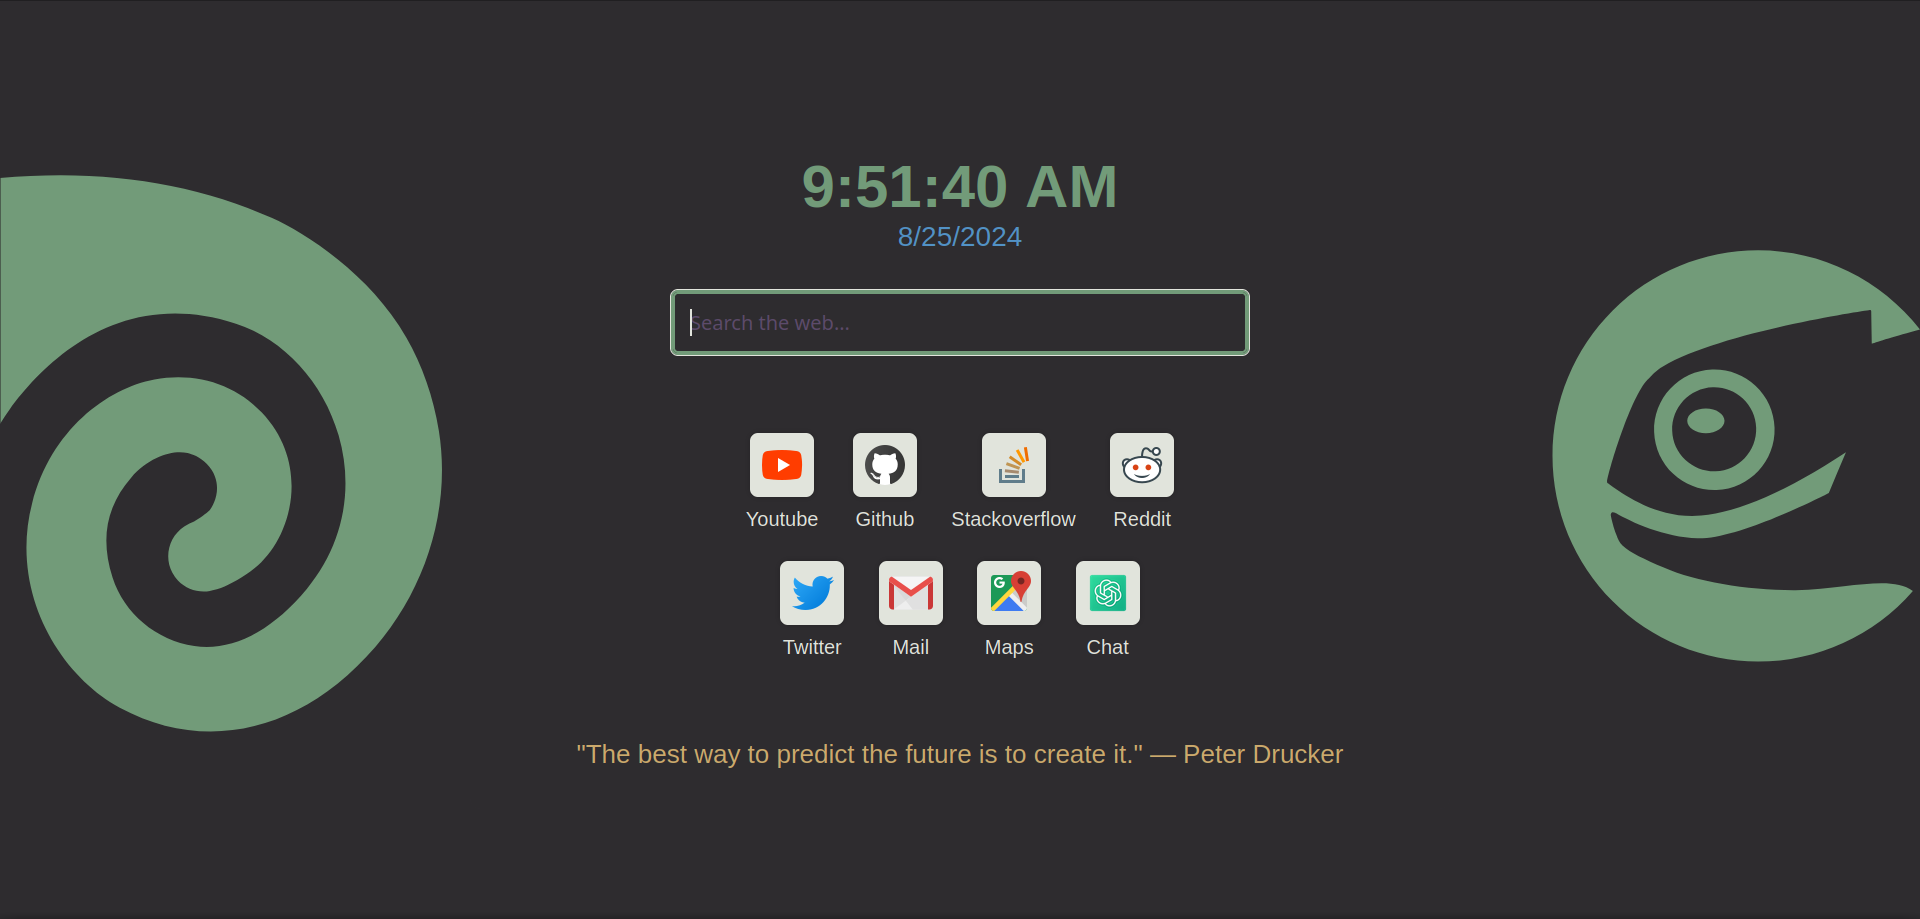 9:51:40 AM
8/25/2024
Search the web...
Youtube Github Stackoverflow Reddit
Twitter Mail Maps Chat
"The best way to predict the future is to create it." — Peter Drucker